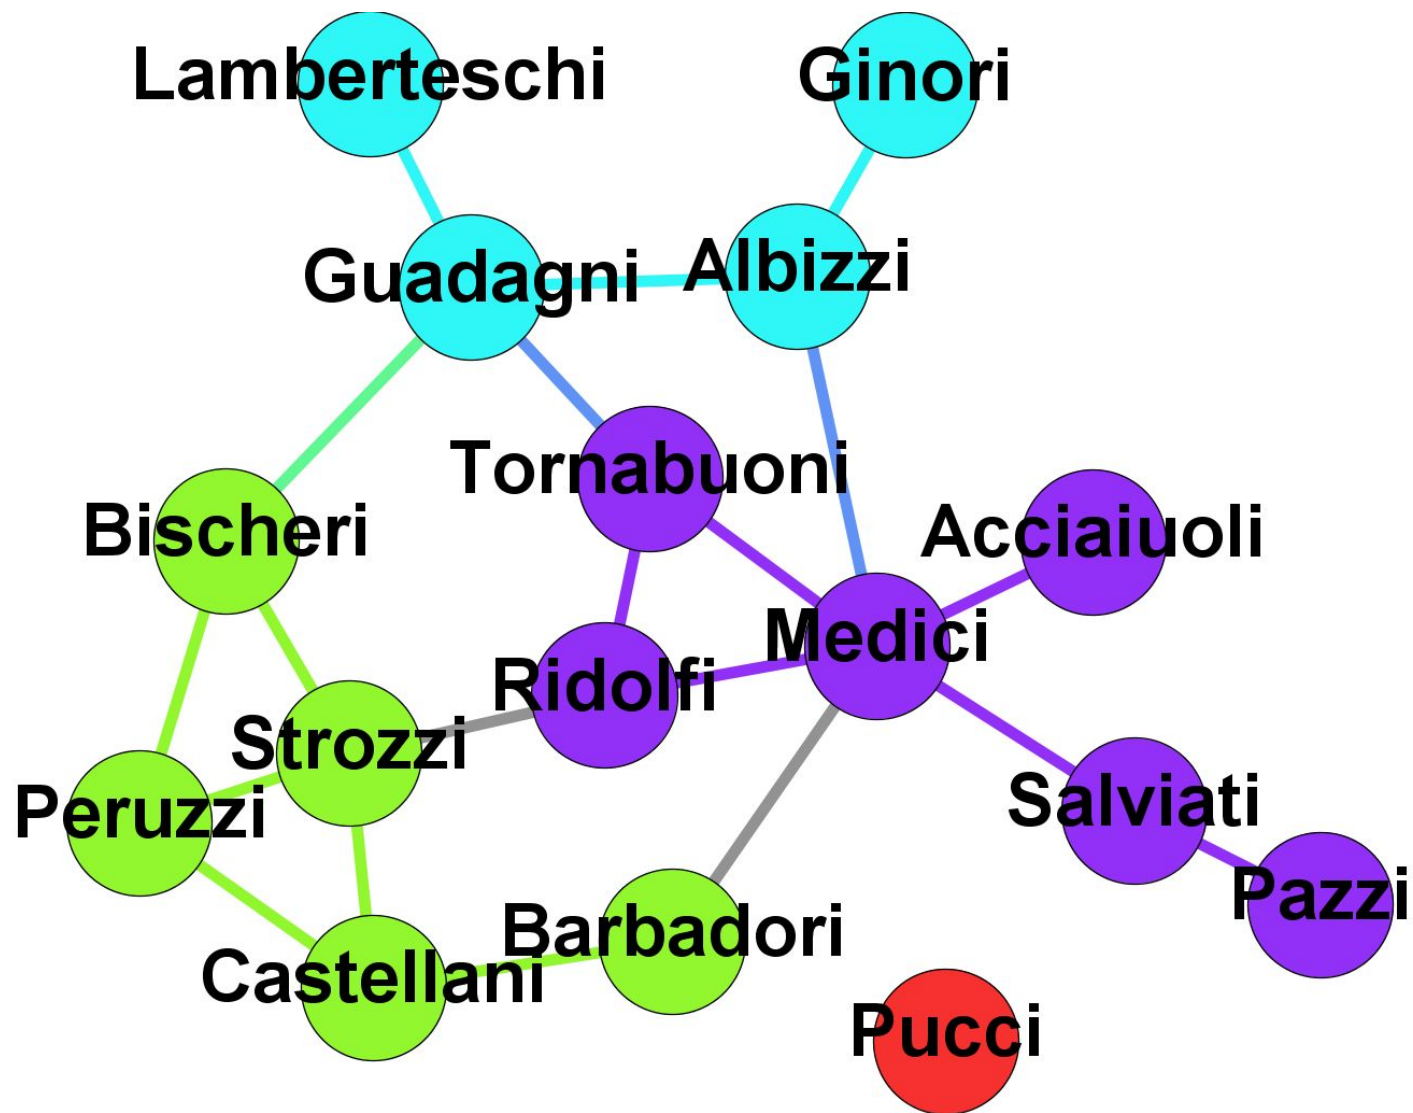 Lamberteschi
Ginori
Guadagni
Albizzi
Tornabuoni
Bischeri
Acciaiuoli
Medici
Ridolfi
Strozzi
Peruzzi
Salviati
Pazzi
Barbadori
Castellani
Pucci